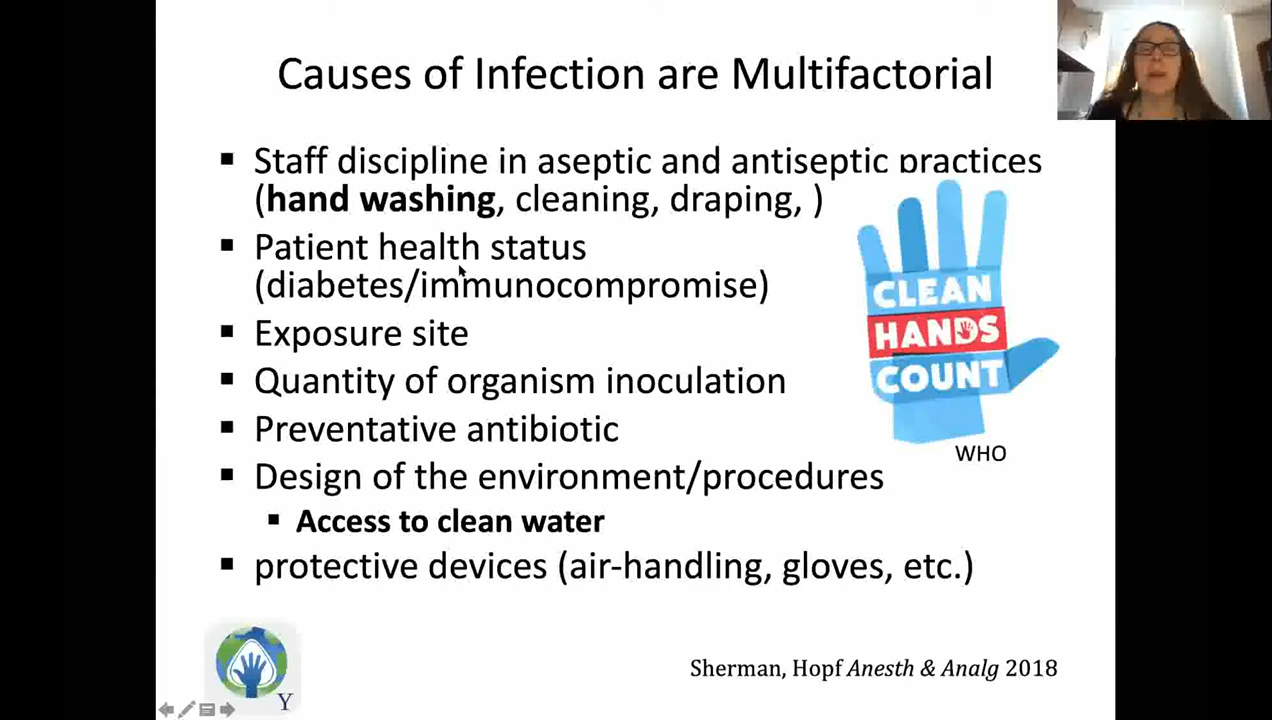 Causes of Infection are Multifactorial
▪ Staff discipline in aseptic and antiseptic practices
(hand washing, cleaning, draping, )
▪ Patient health status
(diabetes/immunocompromise)
▪ Exposure site
▪ Quantity of organism inoculation
▪ Preventative antibiotic
▪ Design of the environment/procedures
▪ Access to clean water
▪ protective devices (air-handling, gloves, etc.)
CLEAN
HANDS
COUNT
WHO
Sherman, Hopf Anesth & Analg 2018
Y